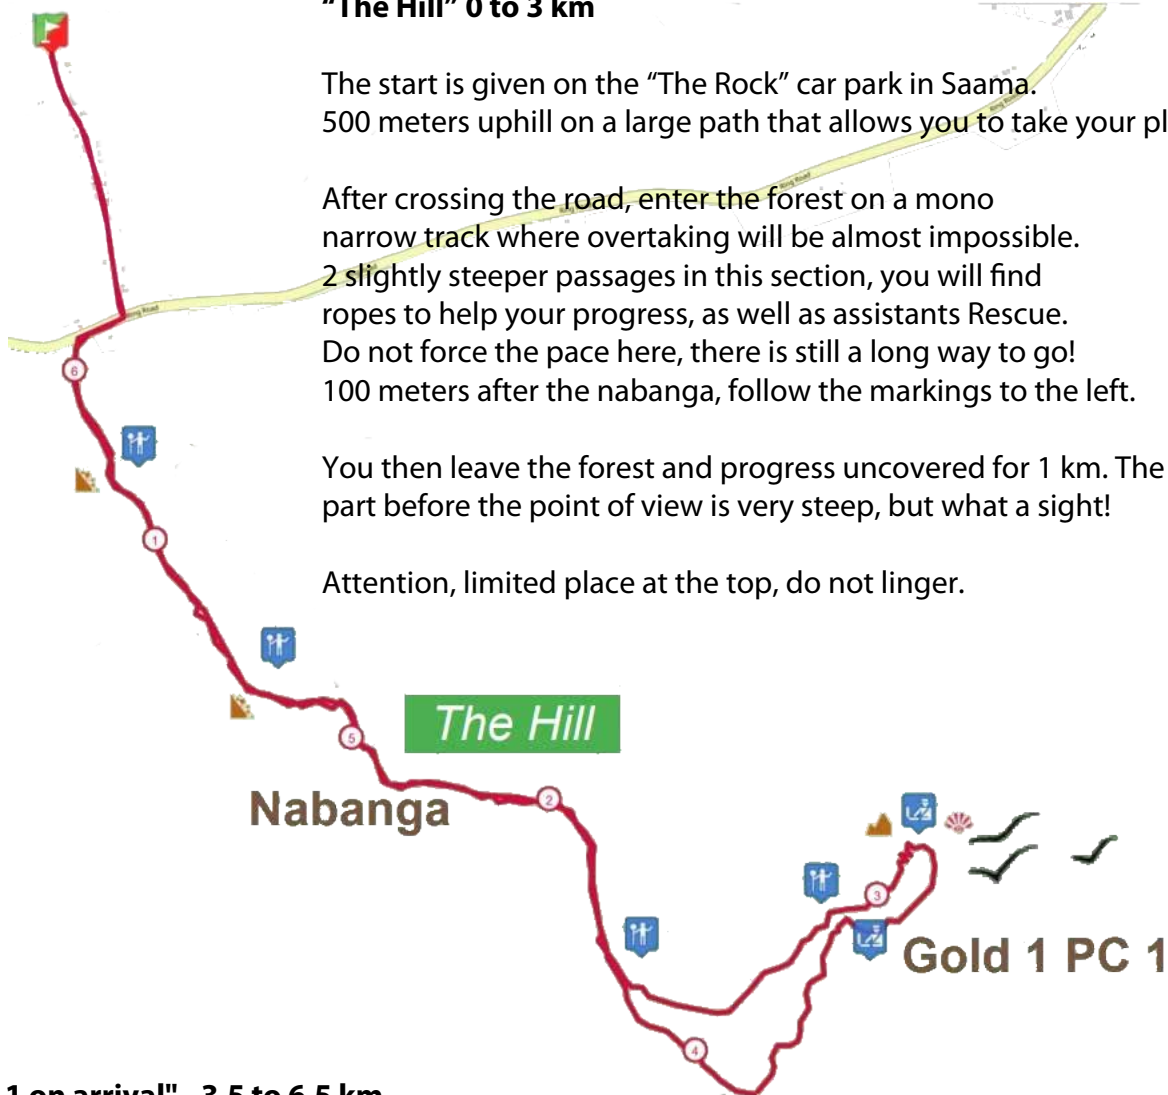 “The Hill” 0 to 3 km
The start is given on the “The Rock” car park in Saama.
500 meters uphill on a large path that allows you to take your pl
After crossing the road, enter the forest on a mono
narrow track where overtaking will be almost impossible.
2 slightly steeper passages in this section, you will find
ropes to help your progress, as well as assistants Rescue.
Do not force the pace here, there is still a long way to go!
100 meters after the nabanga, follow the markings to the left.
You then leave the forest and progress uncovered for 1 km. The
part before the point of view is very steep, but what a sight!
Attention, limited place at the top, do not linger.
Ring Road
Ring Road
Ring Road
6
1
The Hill
5
Nabanga
2
3
Gold 1 PC 1
4
1 on arrival" 3,5 to 6,5 km